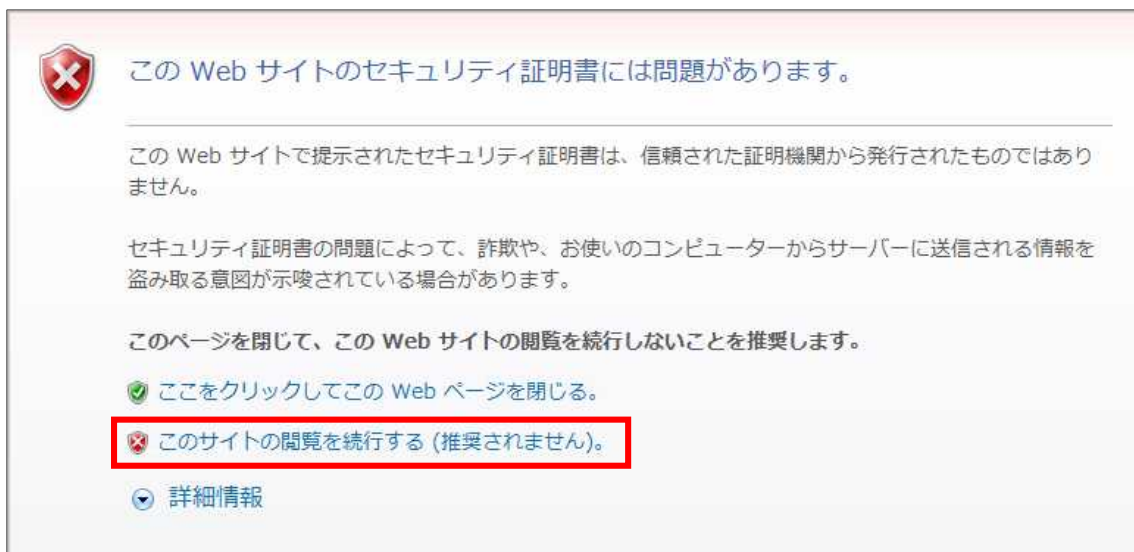 この Web サイトのセキュリティ証明書には問題があります。
この Web サイトで提示されたセキュリティ証明書は、信頼された証明機関から発行されたものではあり
ません。
セキュリティ証明書の問題によって、詐欺や、お使いのコンピューターからサーバーに送信される情報を
盗み取る意図が示唆されている場合があります。
このページを閉じて、この Web サイトの閲覧を続行しないことを推奨します。
ここをクリックしてこの Web ページを閉じる。
このサイトの閲覧を続行する (推奨されません)。
詳細情報